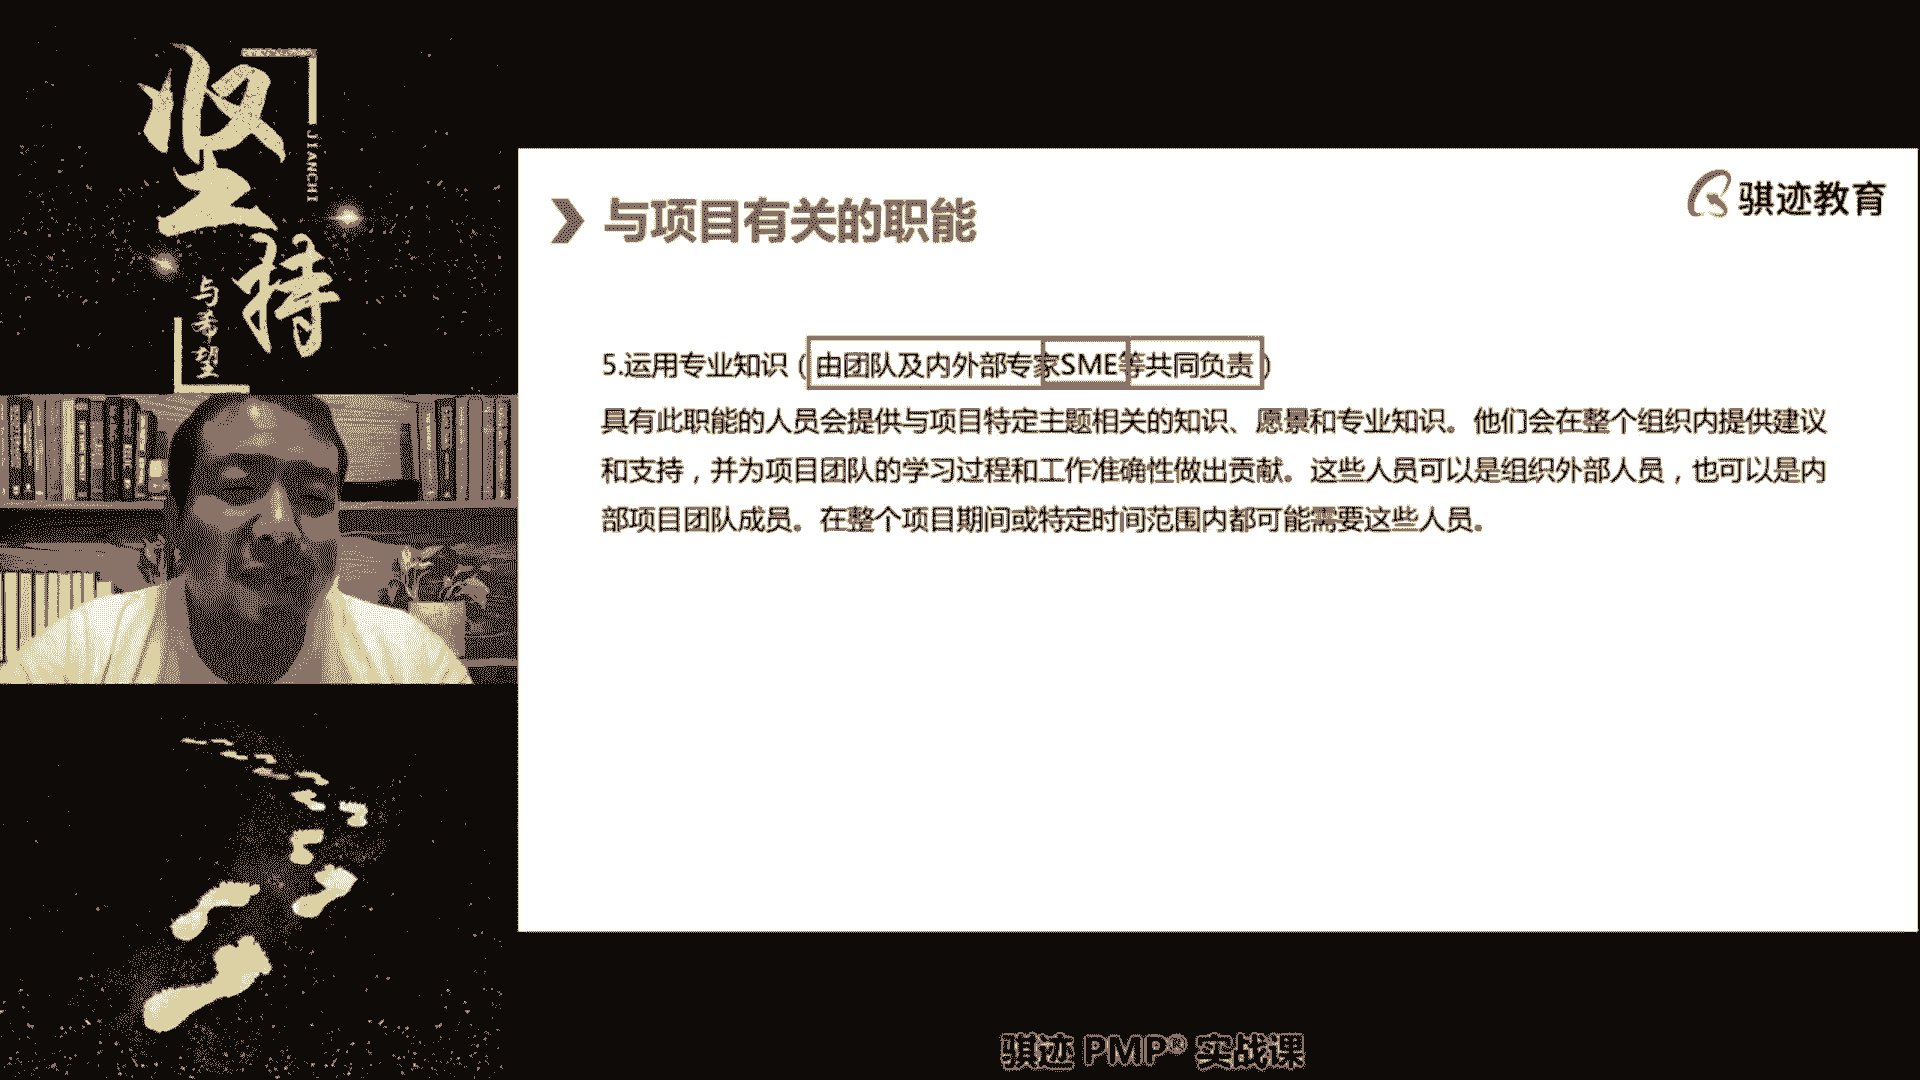 坚持
JIANCHI
与希望
骐迹教育
与项目有关的职能
5.运用专业知识（由团队及内外部专家SME等共同负责）
具有此职能的人员会提供与项目特定主题相关的知识、愿景和专业知识。他们会在整个组织内提供建议
和支持，并为项目团队的学习过程和工作准确性做出贡献。这些人员可以是组织外部人员，也可以是内
部项目团队成员。在整个项目期间或特定时间范围内都可能需要这些人员。
骐迹 PMP® 实战课